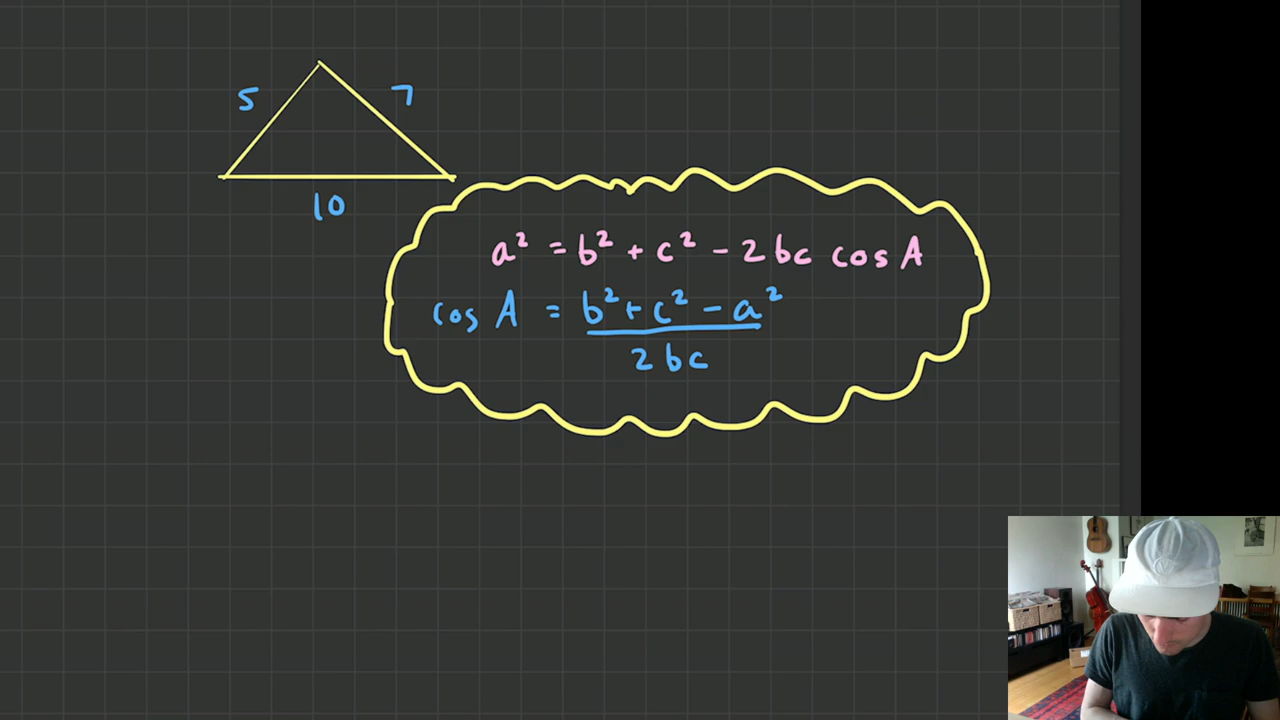 5
7
10
a² = b² + c² - 2bc cos A
cos A = b² + c² - a²
2bc